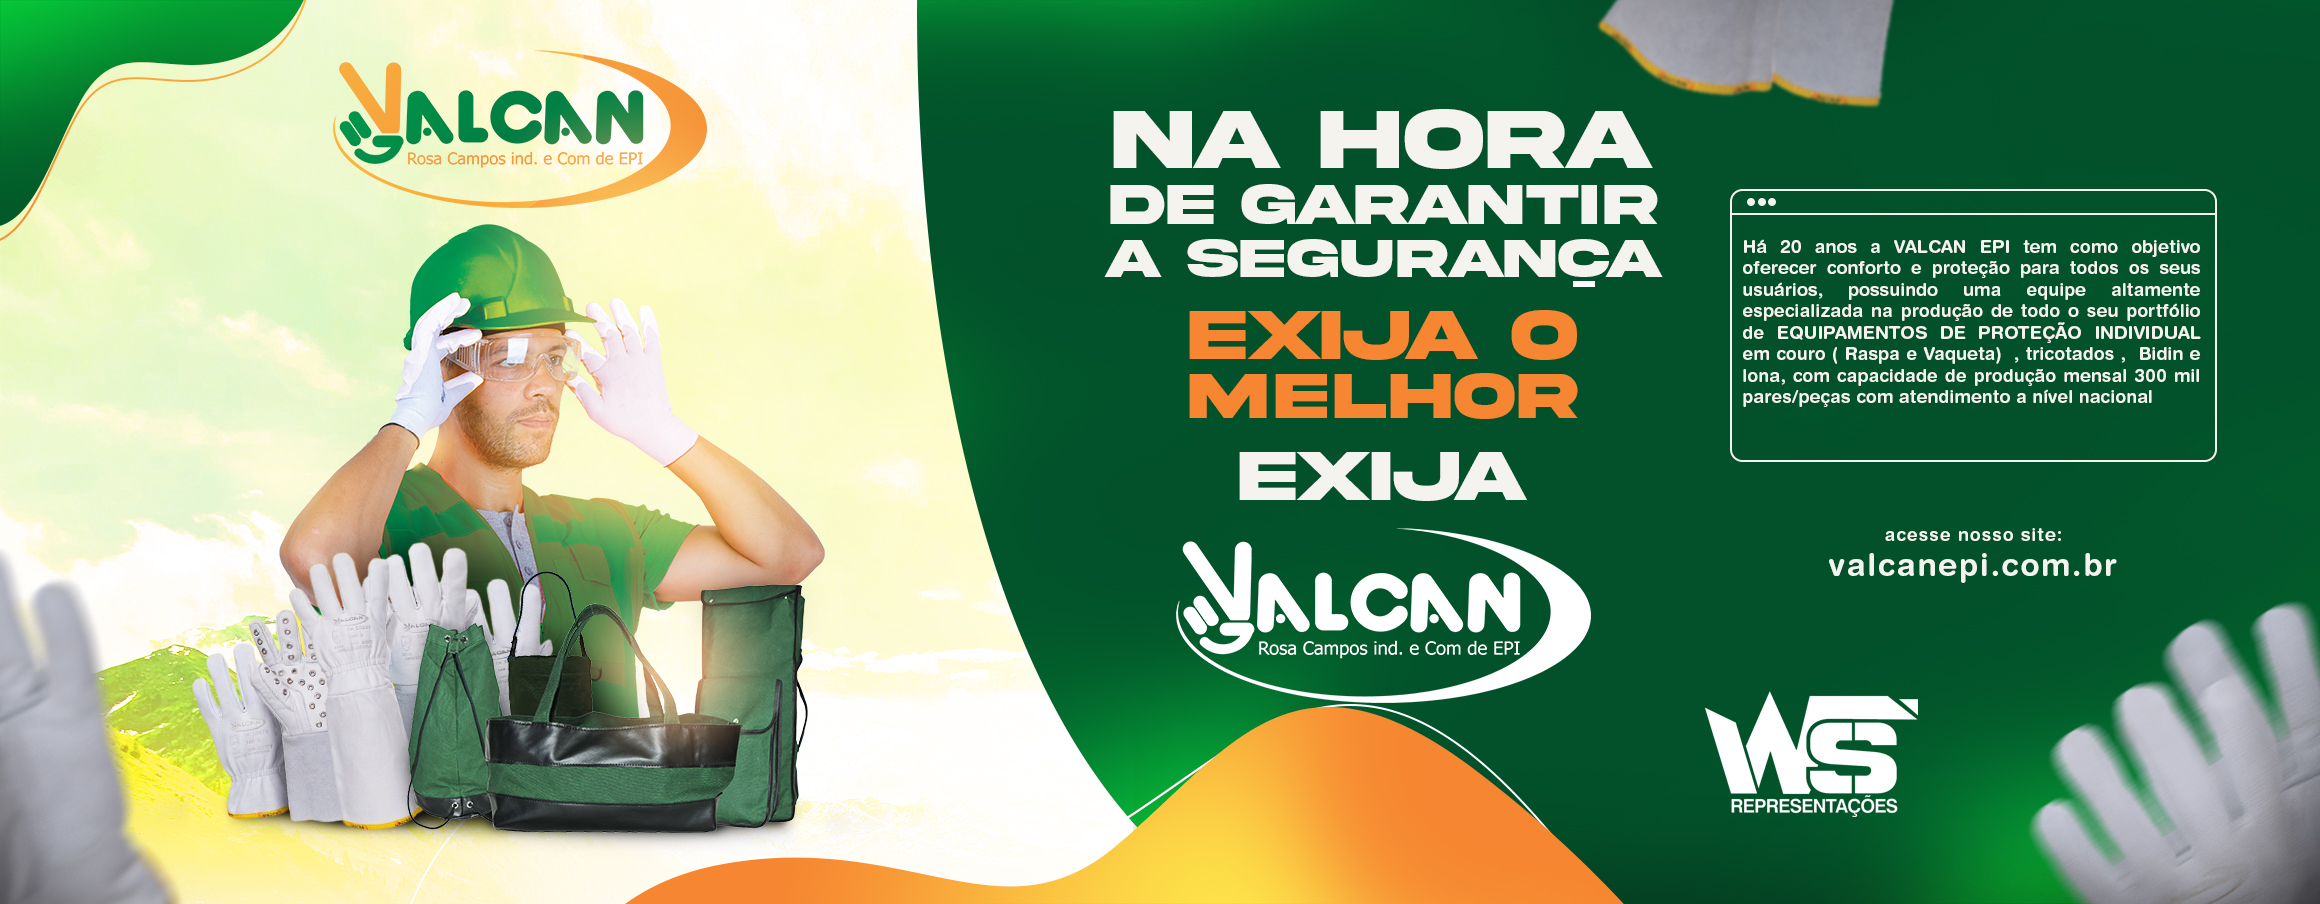 VALCAN
Rosa Campos ind. e Com de EPI
NA HORA
DE GARANTIR
A SEGURANÇA
EXIJA O
MELHOR
EXIJA
VALCAN
Rosa Campos ind. e Com de EPI
Há 20 anos a VALCAN EPI tem como objetivo
oferecer conforto e proteção para todos os seus
usuários, possuindo uma equipe altamente
especializada na produção de todo o seu portfólio
de EQUIPAMENTOS DE PROTEÇÃO INDIVIDUAL
em couro ( Raspa e Vaqueta) , tricotados , Bidin e
lona, com capacidade de produção mensal 300 mil
pares/peças com atendimento a nível nacional
acesse nosso site:
valcanepi.com.br
WS
REPRESENTAÇÕES